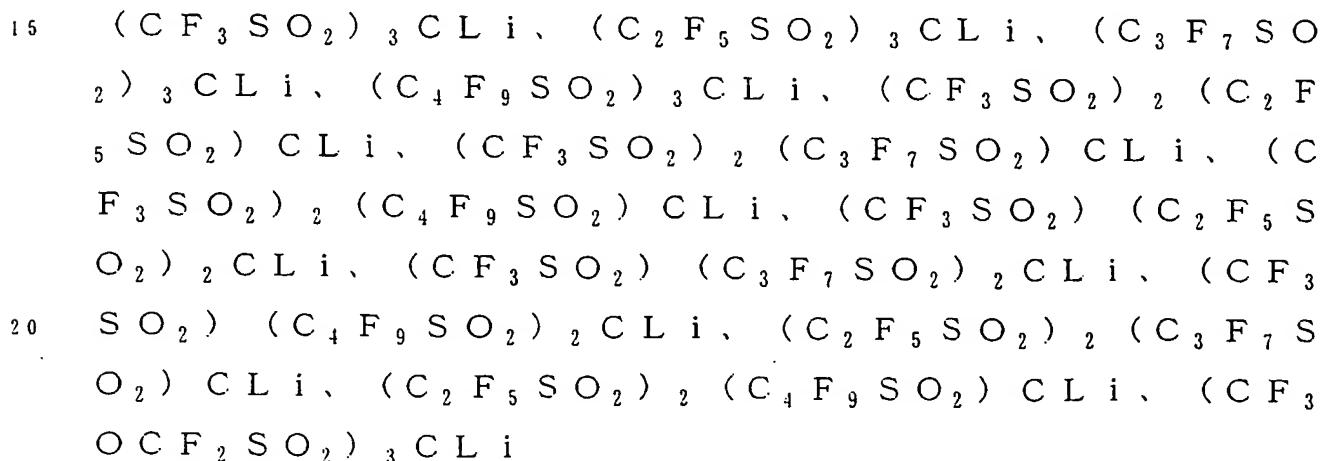 15 (CF₃SO₂)₃CLi、(C₂F₅SO₂)₃CLi、(C₃F₇SO
₂)₃CLi、(C₄F₉SO₂)₃CLi、(CF₃SO₂)₂(C₂F
₅SO₂)CLi、(CF₃SO₂)₂(C₃F₇SO₂)CLi、(C
F₃SO₂)₂(C₄F₉SO₂)CLi、(CF₃SO₂)(C₂F₅S
O₂)₂CLi、(CF₃SO₂)(C₃F₇SO₂)₂CLi、(CF₃
20 SO₂)(C₄F₉SO₂)₂CLi、(C₂F₅SO₂)₂(C₃F₇S
O₂)CLi、(C₂F₅SO₂)₂(C₄F₉SO₂)CLi、(CF₃
OCF₂SO₂)₃CLi